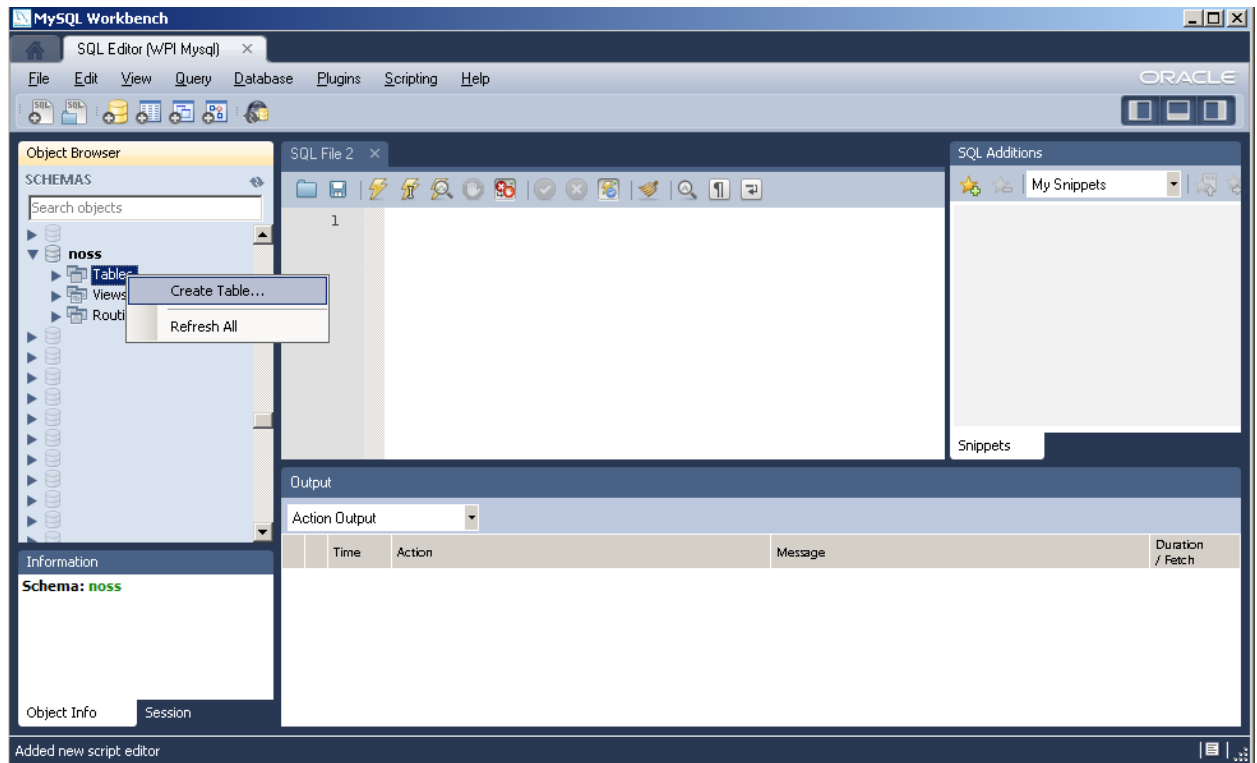 MySQL Workbench
SQL Editor (WPI Mysql)
File Edit View Query Database Plugins Scripting Help
ORACLE
Object Browser
SCHEMAS
Search objects
noss
Tables
Views
Routi
Create Table...
Refresh All
SQL File 2
1
SQL Additions
My Snippets
Snippets
Output
Action Output
Time Action Message Duration
/ Fetch
Information
Schema: noss
Object Info Session
Added new script editor